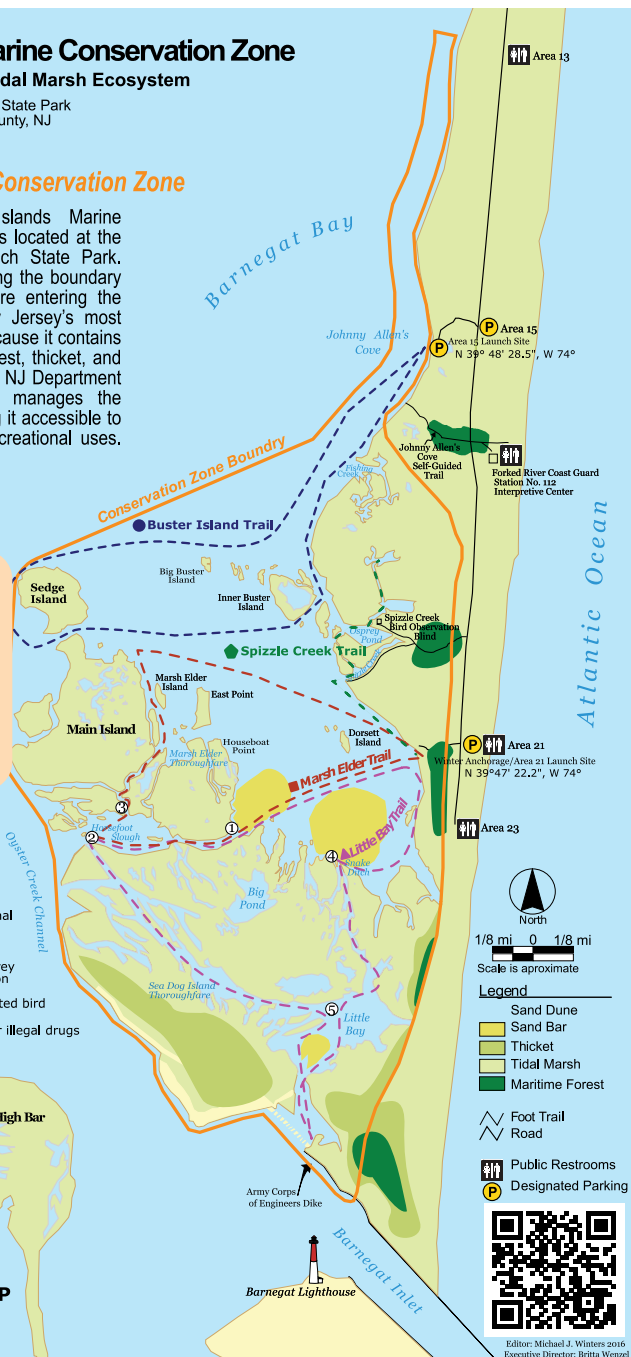 arine Conservation Zone
dal Marsh Ecosystem
State Park
unty, NJ
Conservation Zone
slands Marine
s located at the
ch State Park.
ng the boundary
re entering the
Jersey's most
cause it contains
est, thicket, and
NJ Department
manages the
g it accessible to
creational uses.
Area 13
Barnegat Bay
Johnny Allen's
Cove
P
P
Area 15
Area 15 Launch Site
N 39° 48' 28.5", W 74°
Johnny Allen's
Cove
Self-Guided
Trail
Forked River Coast Guard
Station No. 112
Interpretive Center
Fishing
Creek
Conservation Zone Boundry
Buster Island Trail
Atlantic Ocean
Big Buster
Island
Sedge
Island
Inner Buster
Island
Spizzle Creek
Bird Observation
Blind
Osprey
Pond
Spizzle Creek Trail
Marsh Elder
Island
East Point
Main Island
Houseboat
Point
Dorsett
Island
P
Area 21
Winter Anchorage/Area 21 Launch Site
N 39°47' 22.2", W 74°
Marsh Elder
Thoroughfare
Marsh Elder Trail
3
1
2
Horsefoot
Slough
Little Bay Trail
4
Snake
Ditch
Area 23
Oyster Creek Channel
Big
Pond
North
1/8 mi 0 1/8 mi
Scale is aproximate
nal
rey
on
ted bird
r illegal drugs
Sea Dog Island
Thoroughfare
5
Little
Bay
Legend
Sand Dune
Sand Bar
Thicket
Tidal Marsh
Maritime Forest
Foot Trail
Road
Public Restrooms
P
Designated Parking
High Bar
Army Corps
of Engineers Dike
Barnegat Inlet
Barnegat Lighthouse
P
Editor: Michael J. Winters 2016
Executive Director: Britta Wenzel